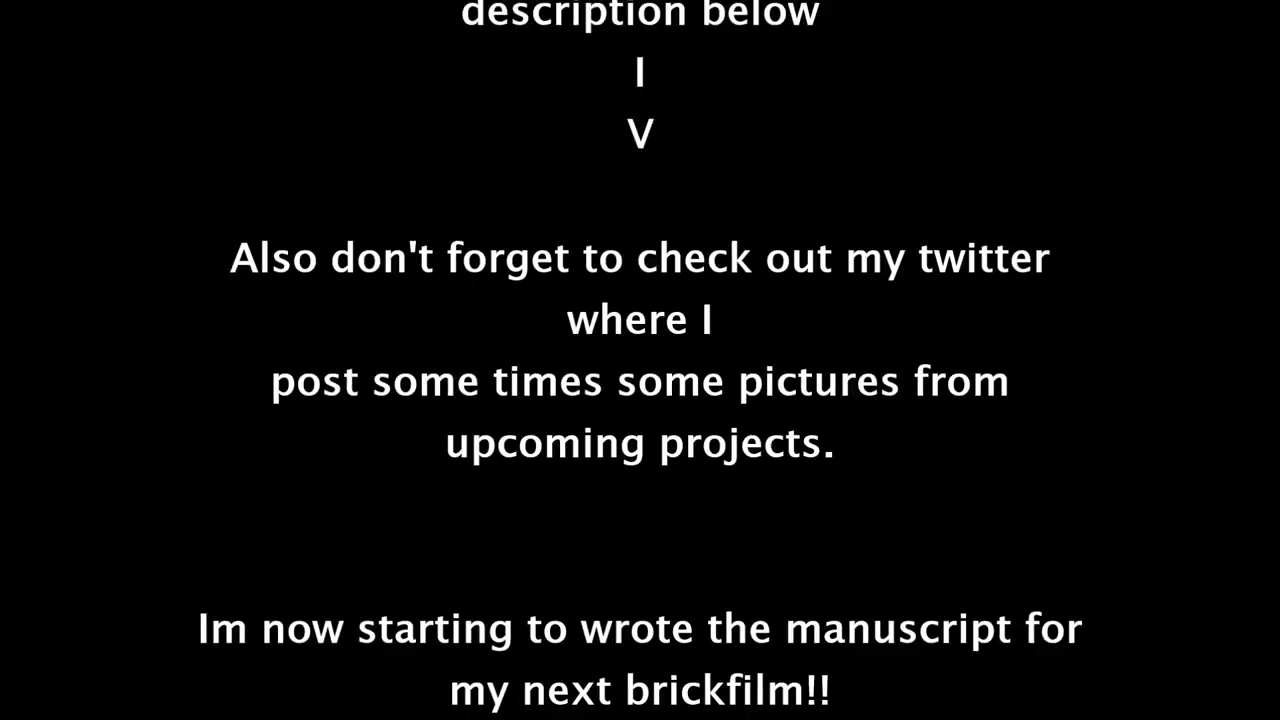 description below
I
V
Also don't forget to check out my twitter
where I
post some times some pictures from
upcoming projects.
Im now starting to wrote the manuscript for
my next brickfilm!!